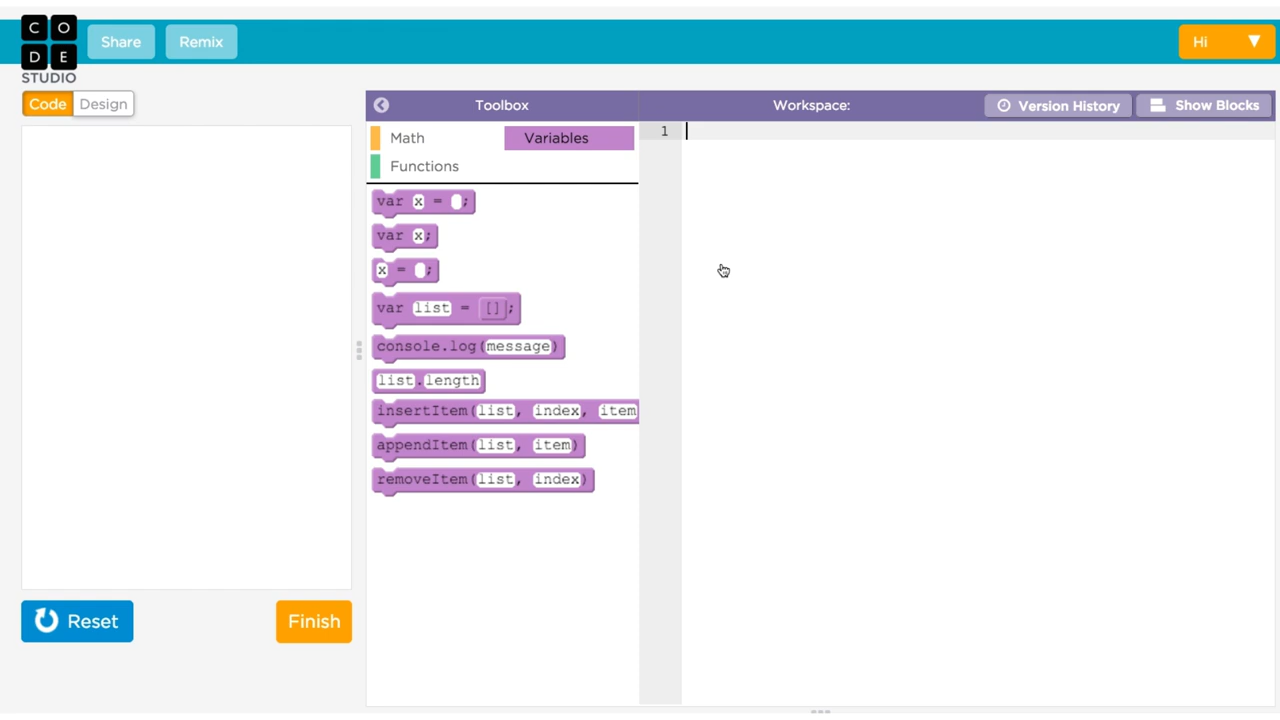 C O
D E
STUDIO
Share
Remix
Hi
Code
Design
Toolbox
Workspace:
Version History
Show Blocks
Math
Variables
Functions
1
var x = ;
var x;
x = ;
var list = [];
console.log(message)
list.length
insertItem(list, index, item
appendItem(list, item)
removeItem(list, index)
Reset
Finish